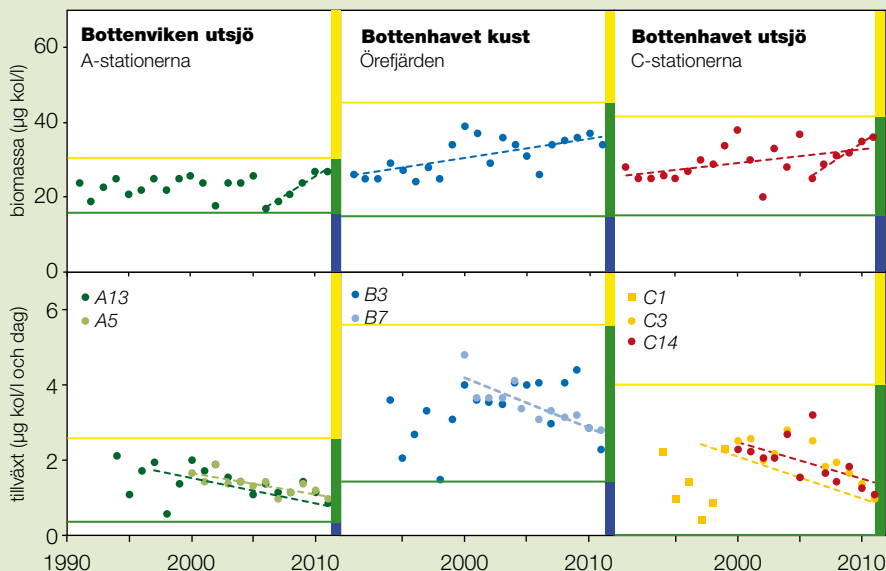 Bottenviken utsjö
A-stationerna
Bottenhavet kust
Örefjärden
Bottenhavet utsjö
C-stationerna
biomassa (µg kol/l)
60
40
20
0
tillväxt (µg kol/l och dag)
6
4
2
0
A13
A5
B3
B7
C1
C3
C14
1990 2000 2010 2000 2010 2000 2010